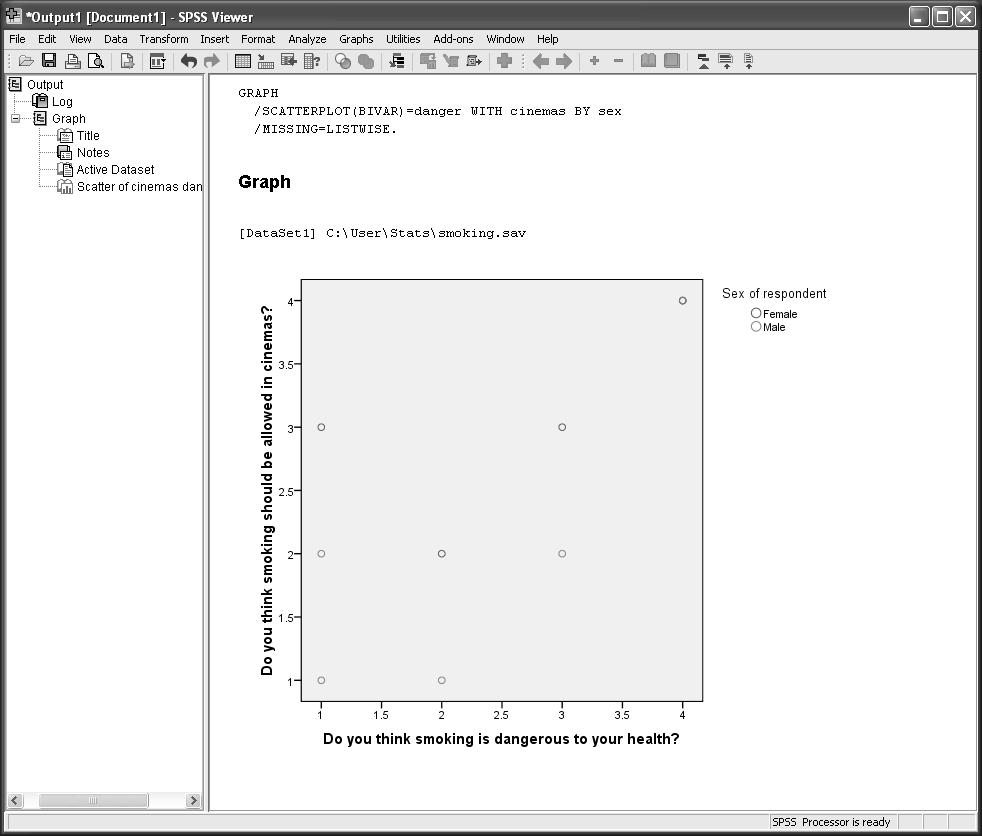 *Output1 [Document1] - SPSS Viewer
File Edit View Data Transform Insert Format Analyze Graphs Utilities Add-ons Window Help
Output
Log
Graph
Title
Notes
Active Dataset
Scatter of cinemas dan
GRAPH
/SCATTERPLOT(BIVAR)=danger WITH cinemas BY sex
/MISSING=LISTWISE.
Graph
[DataSet1] C:\User\Stats\smoking.sav
Do you think smoking should be allowed in cinemas?
4
3.5
3
2.5
2
1.5
1
1 1.5 2 2.5 3 3.5 4
Do you think smoking is dangerous to your health?
Sex of respondent
Female
Male
SPSS Processor is ready